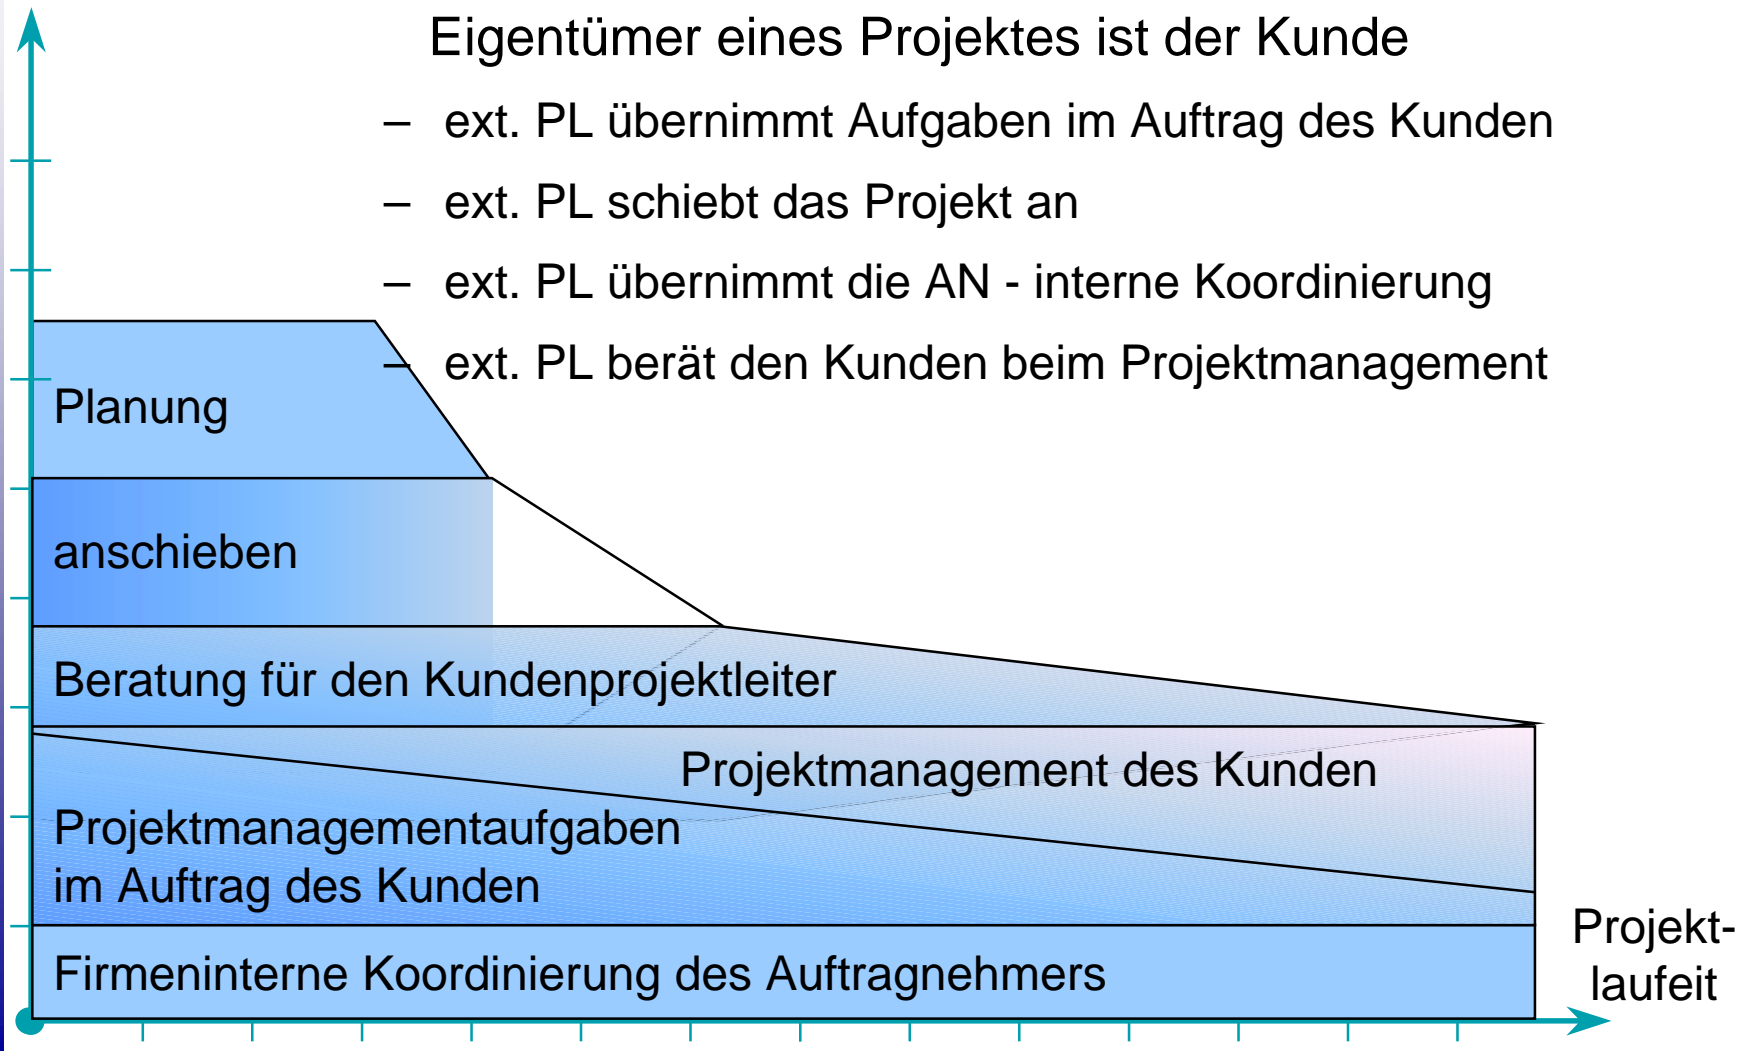 Eigentümer eines Projektes ist der Kunde
– ext. PL übernimmt Aufgaben im Auftrag des Kunden
– ext. PL schiebt das Projekt an
– ext. PL übernimmt die AN - interne Koordinierung
– ext. PL berät den Kunden beim Projektmanagement
Planung
anschieben
Beratung für den Kundenprojektleiter
Projektmanagement des Kunden
Projektmanagementaufgaben
im Auftrag des Kunden
Firmeninterne Koordinierung des Auftragnehmers
Projekt-
laufeit